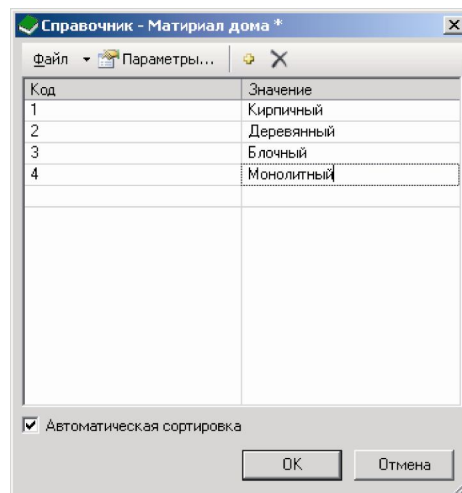 Справочник - Матириал дома *
Файл Параметры...
Код Значение
1 Кирпичный
2 Деревянный
3 Блочный
4 Монолитный
Автоматическая сортировка
OK Отмена